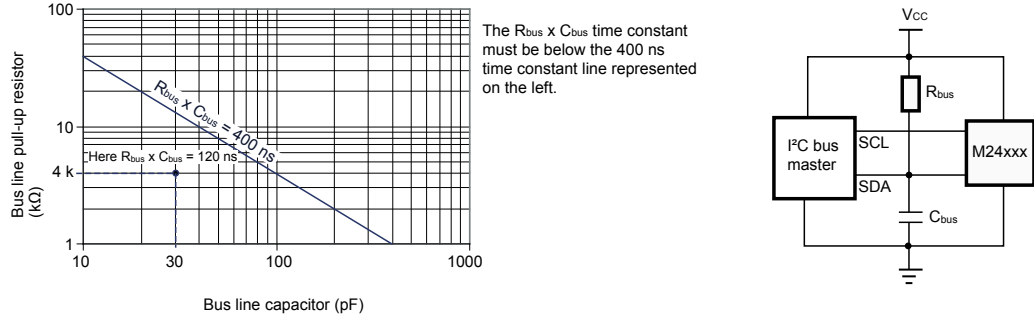 100
10
4 k
1
10
30
100
1000
Bus line pull-up resistor
(kΩ)
Bus line capacitor (pF)
Rbus x Cbus = 400 ns
Here Rbus x Cbus = 120 ns
The Rbus x Cbus time constant
must be below the 400 ns
time constant line represented
on the left.
VCC
Rbus
I²C bus
master
SCL
SDA
M24xxx
Cbus